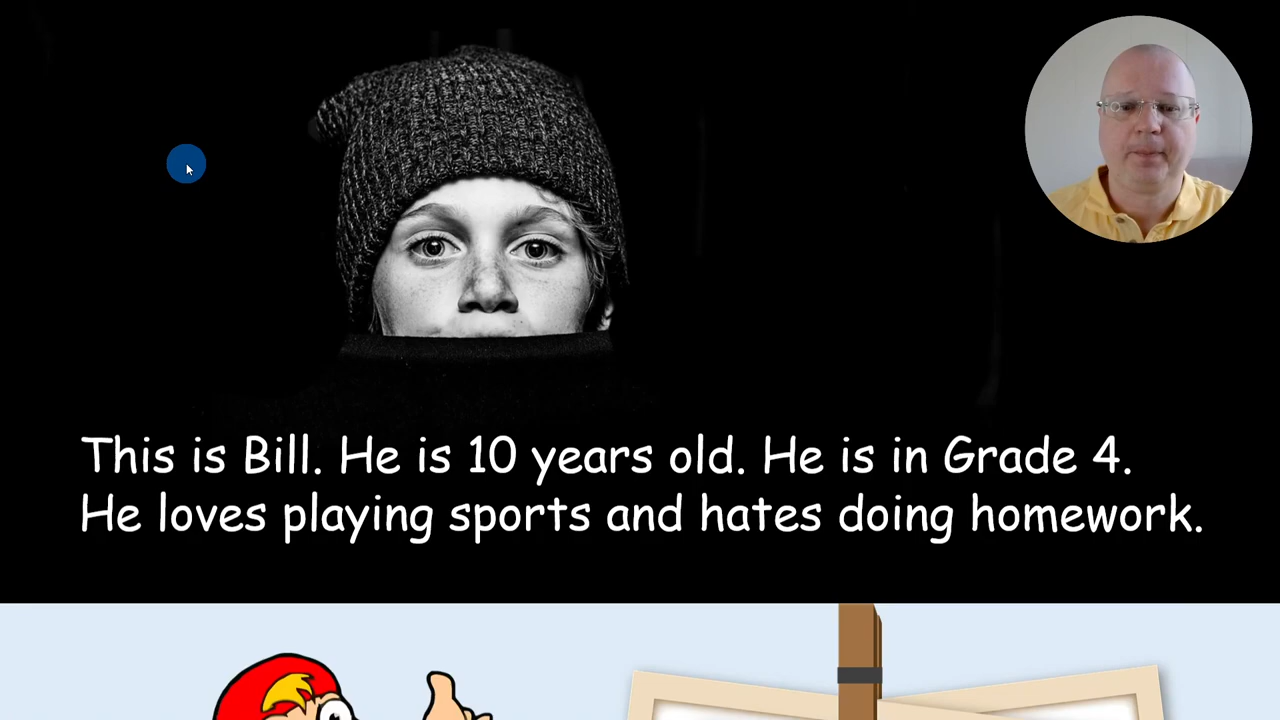 This is Bill. He is 10 years old. He is in Grade 4.
He loves playing sports and hates doing homework.